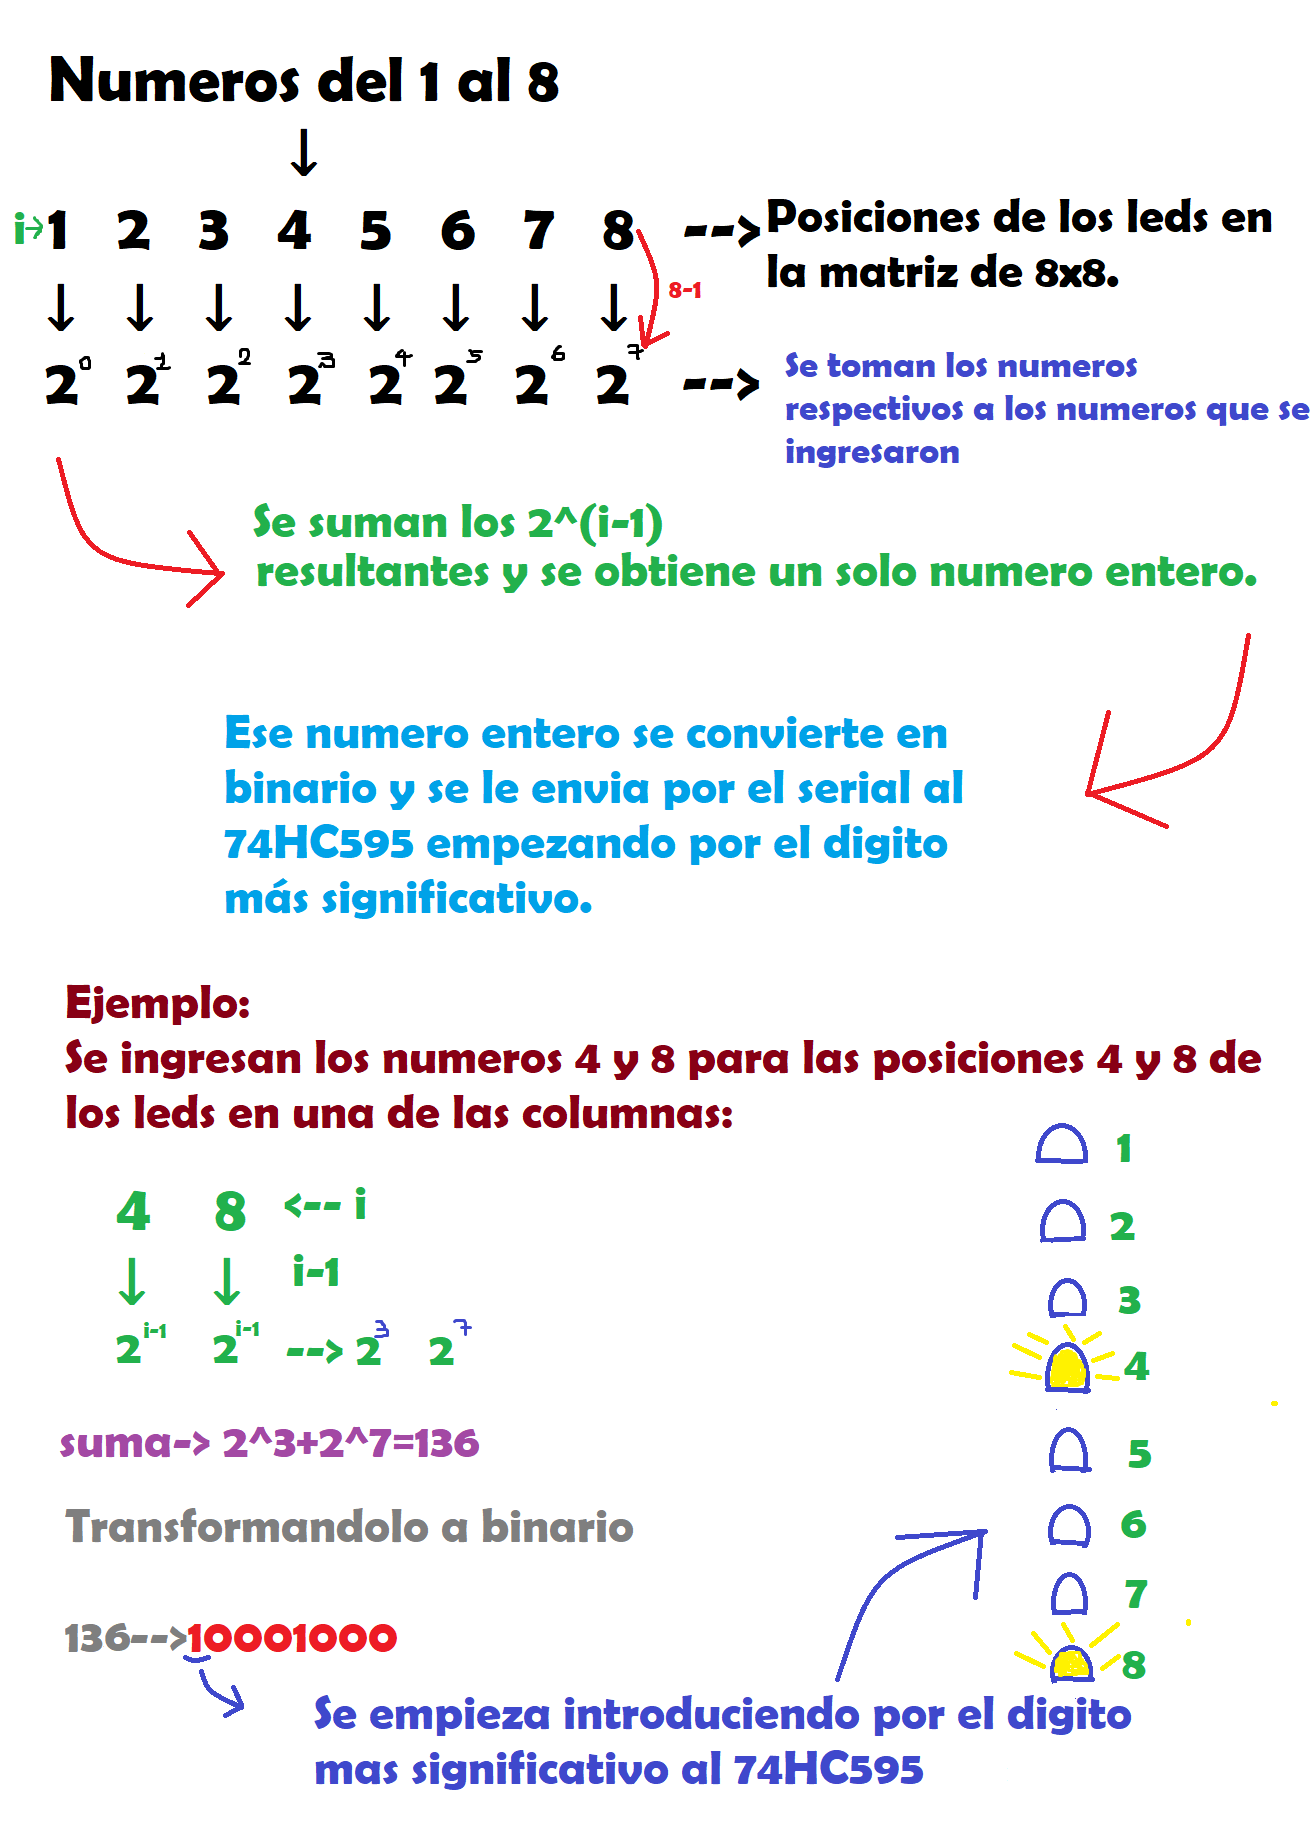 Numeros del 1 al 8
↓
i→1 2 3 4 5 6 7 8 --> Posiciones de los leds en
la matriz de 8x8.
↓ ↓ ↓ ↓ ↓ ↓ ↓ ↓ 8-1
2^0 2^1 2^2 2^3 2^4 2^5 2^6 2^7 --> Se toman los numeros
respectivos a los numeros que se
ingresaron
Se suman los 2^(i-1)
resultantes y se obtiene un solo numero entero.
Ese numero entero se convierte en
binario y se le envia por el serial al
74HC595 empezando por el digito
más significativo.
Ejemplo:
Se ingresan los numeros 4 y 8 para las posiciones 4 y 8 de
los leds en una de las columnas:
4 8 <-- i
↓ ↓ i-1
2^i-1 2^i-1 --> 2^3 2^7
suma-> 2^3+2^7=136
Transformandolo a binario
136-->10001000
1
2
3
4
5
6
7
8
Se empieza introduciendo por el digito
mas significativo al 74HC595